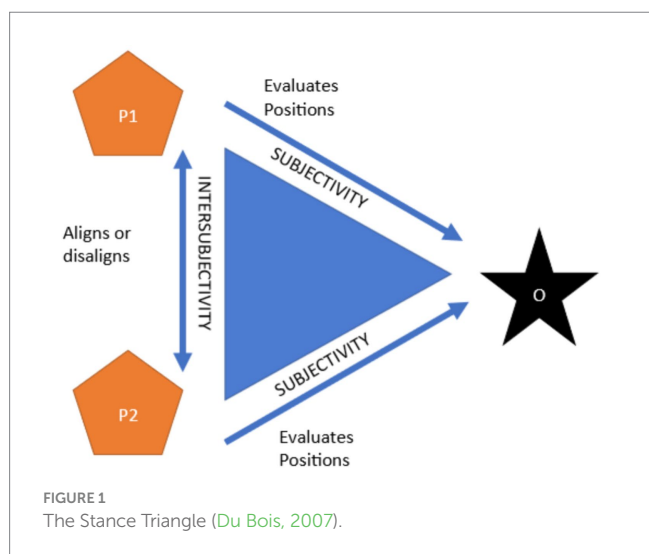 P1
Evaluates
Positions
SUBJECTIVITY
INTERSUBJECTIVITY
Aligns or
disaligns
O
P2
SUBJECTIVITY
Evaluates
Positions
FIGURE 1
The Stance Triangle (Du Bois, 2007).